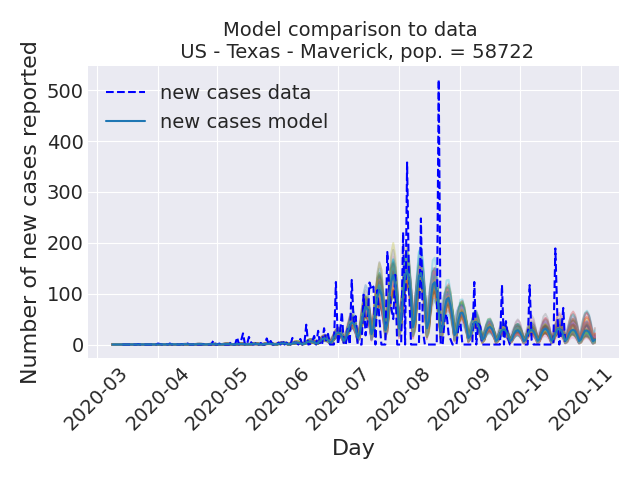 Model comparison to data
US - Texas - Maverick, pop. = 58722
Number of new cases reported
500
400
300
200
100
0
new cases data
new cases model
2020-03
2020-04
2020-05
2020-06
2020-07
2020-08
2020-09
2020-10
2020-11
Day